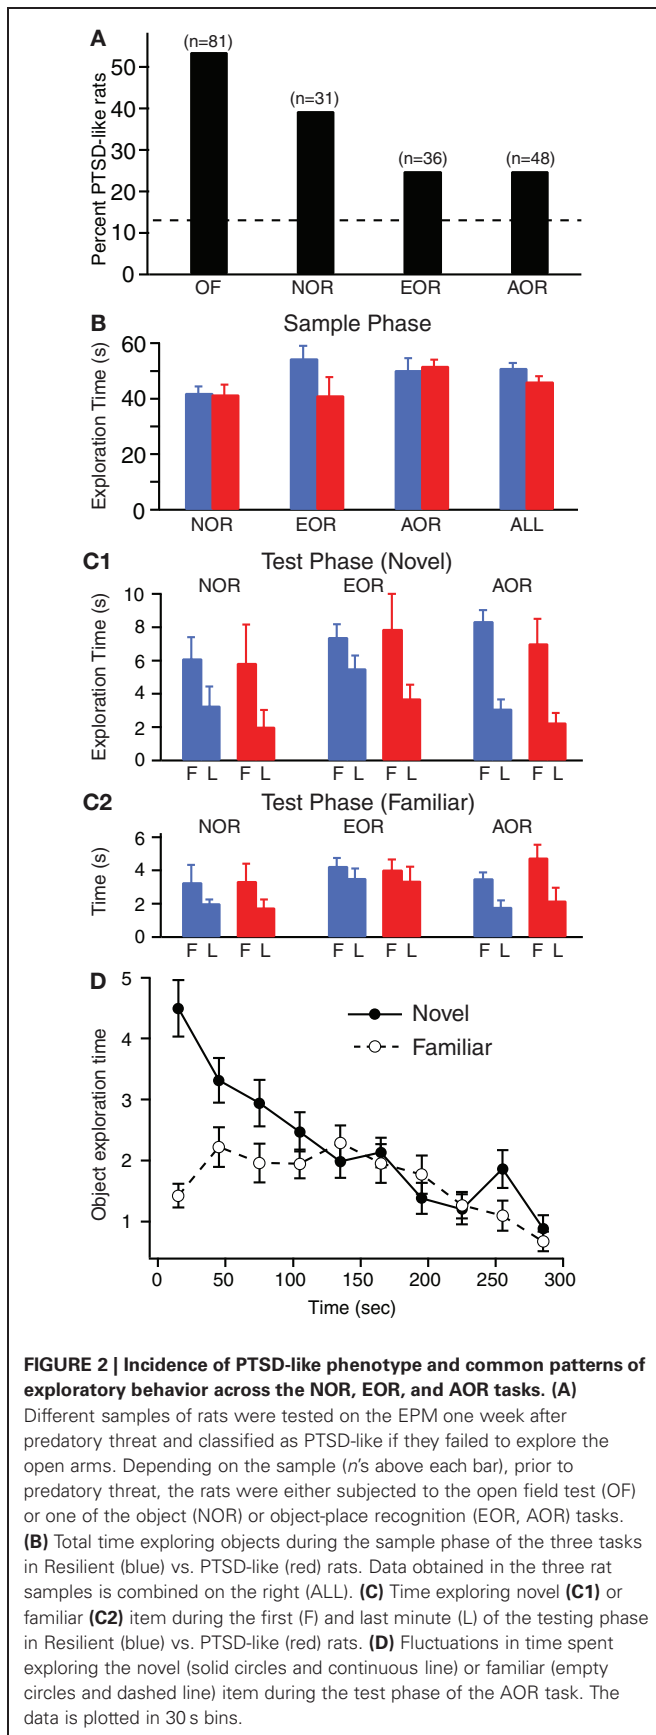 A
(n=81)
(n=31)
(n=36)
(n=48)
Percent PTSD-like rats
50
40
30
20
10
0
OF NOR EOR AOR
B
Sample Phase
Exploration Time (s)
60
40
20
0
NOR EOR AOR ALL
C1
Test Phase (Novel)
NOR EOR AOR
Exploration Time (s)
10
8
6
4
2
0
F L F L F L F L F L F L
C2
Test Phase (Familiar)
NOR EOR AOR
Time (s)
6
4
2
0
F L F L F L F L F L F L
D
Novel
Familiar
Object exploration time
5
4
3
2
1
0 50 100 150 200 250 300
Time (sec)
FIGURE 2 | Incidence of PTSD-like phenotype and common patterns of
exploratory behavior across the NOR, EOR, and AOR tasks. (A)
Different samples of rats were tested on the EPM one week after
predatory threat and classified as PTSD-like if they failed to explore the
open arms. Depending on the sample (n's above each bar), prior to
predatory threat, the rats were either subjected to the open field test (OF)
or one of the object (NOR) or object-place recognition (EOR, AOR) tasks.
(B) Total time exploring objects during the sample phase of the three tasks
in Resilient (blue) vs. PTSD-like (red) rats. Data obtained in the three rat
samples is combined on the right (ALL). (C) Time exploring novel (C1) or
familiar (C2) item during the first (F) and last minute (L) of the testing phase
in Resilient (blue) vs. PTSD-like (red) rats. (D) Fluctuations in time spent
exploring the novel (solid circles and continuous line) or familiar (empty
circles and dashed line) item during the test phase of the AOR task. The
data is plotted in 30 s bins.